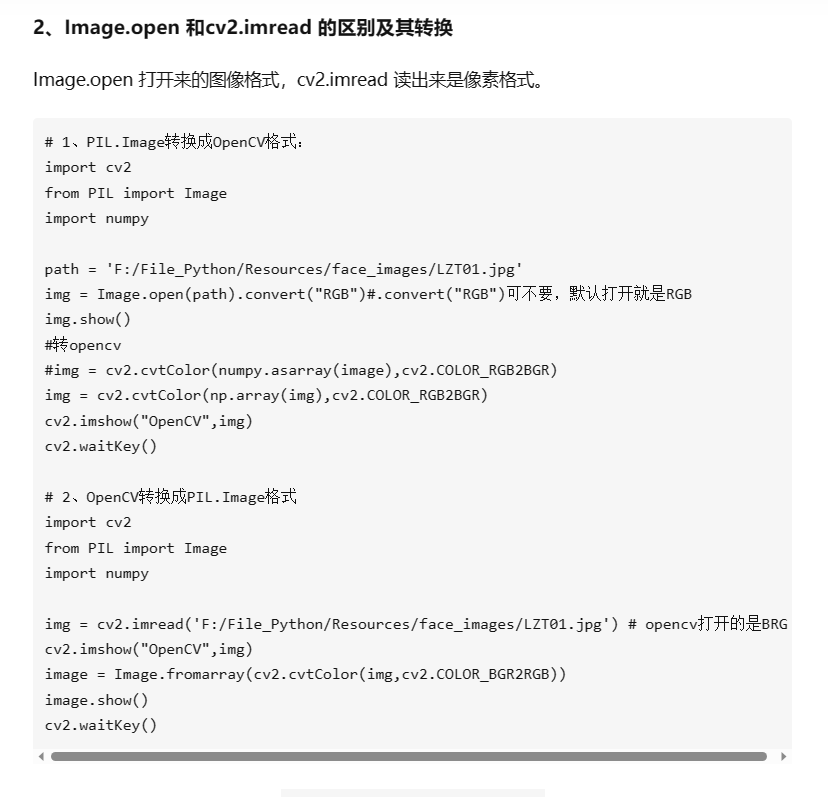 2、Image.open 和cv2.imread 的区别及其转换
Image.open 打开来的图像格式，cv2.imread 读出来是像素格式。
# 1、PIL.Image转换成OpenCV格式：
import cv2
from PIL import Image
import numpy
path = 'F:/File_Python/Resources/face_images/LZT01.jpg'
img = Image.open(path).convert("RGB")#.convert("RGB")可不要，默认打开就是RGB
img.show()
#转opencv
#img = cv2.cvtColor(numpy.asarray(image),cv2.COLOR_RGB2BGR)
img = cv2.cvtColor(np.array(img),cv2.COLOR_RGB2BGR)
cv2.imshow("OpenCV",img)
cv2.waitKey()
# 2、OpenCV转换成PIL.Image格式
import cv2
from PIL import Image
import numpy
img = cv2.imread('F:/File_Python/Resources/face_images/LZT01.jpg') # opencv打开的是BRG
cv2.imshow("OpenCV",img)
image = Image.fromarray(cv2.cvtColor(img,cv2.COLOR_BGR2RGB))
image.show()
cv2.waitKey()